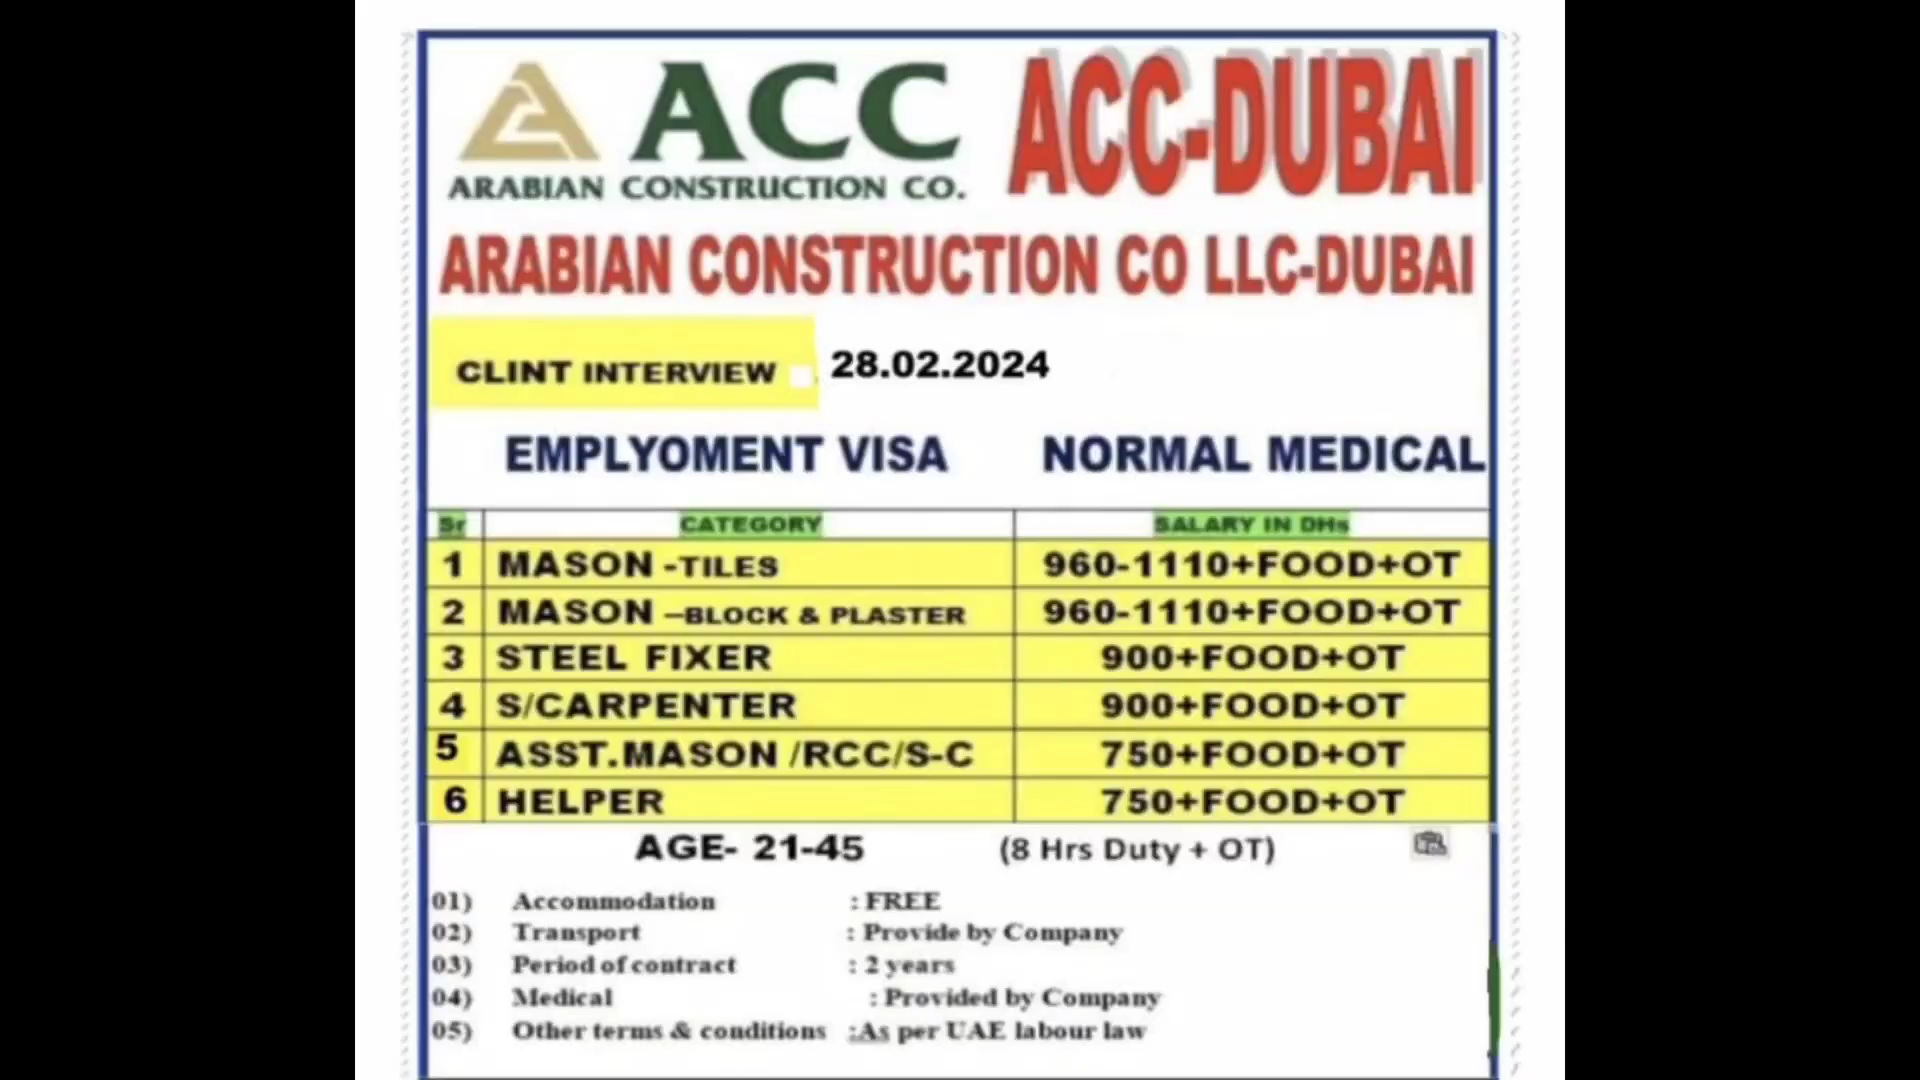 ACC ACC-DUBAI
ARABIAN CONSTRUCTION CO.
ARABIAN CONSTRUCTION CO LLC-DUBAI
CLINT INTERVIEW . 28.02.2024
EMPLYOMENT VISA NORMAL MEDICAL
Sr CATEGORY SALARY IN DHs
1 MASON -TILES 960-1110+FOOD+OT
2 MASON –BLOCK & PLASTER 960-1110+FOOD+OT
3 STEEL FIXER 900+FOOD+OT
4 S/CARPENTER 900+FOOD+OT
5 ASST.MASON /RCC/S-C 750+FOOD+OT
6 HELPER 750+FOOD+OT
AGE- 21-45 (8 Hrs Duty + OT)
01) Accommodation : FREE
02) Transport : Provide by Company
03) Period of contract : 2 years
04) Medical : Provided by Company
05) Other terms & conditions :As per UAE labour law